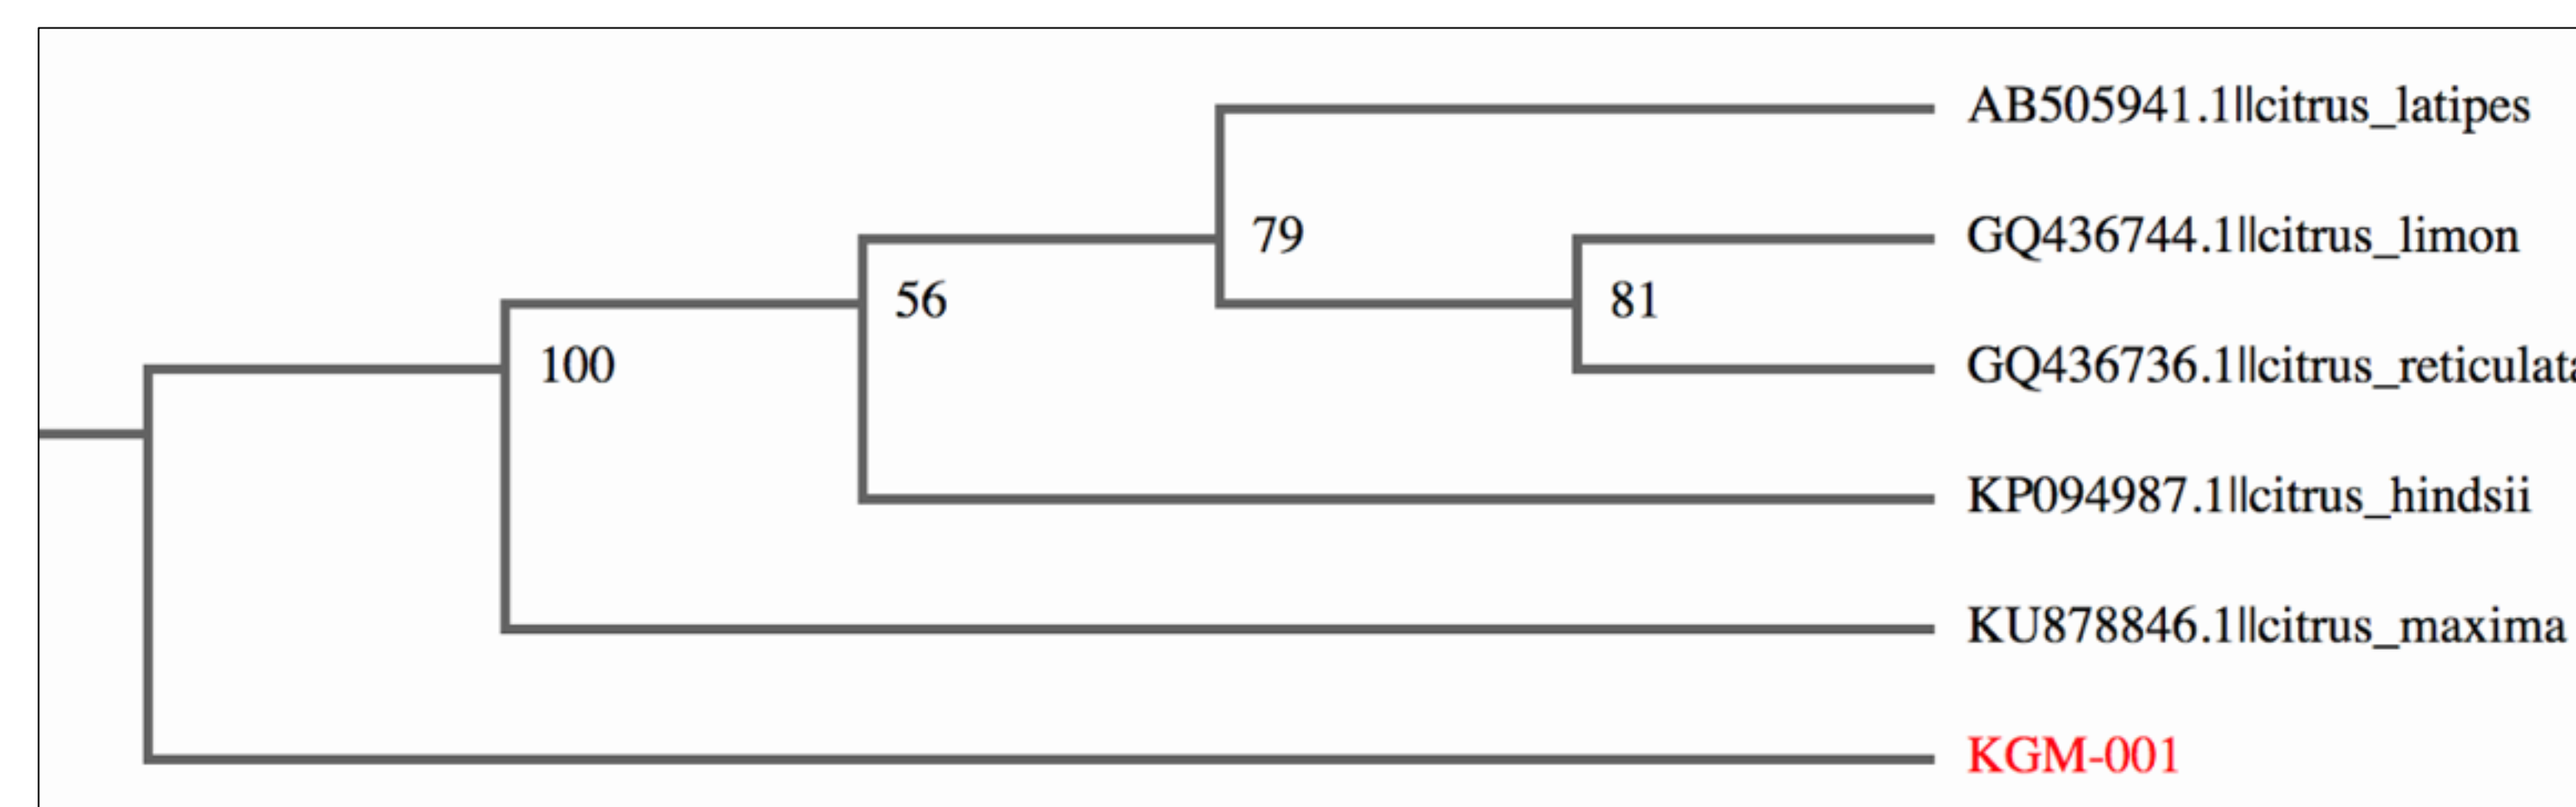 AB505941.1||citrus_latipes
79
GQ436744.1||citrus_limon
56
81
100
GQ436736.1||citrus_reticulata
KP094987.1||citrus_hindsii
KU878846.1||citrus_maxima
KGM-001